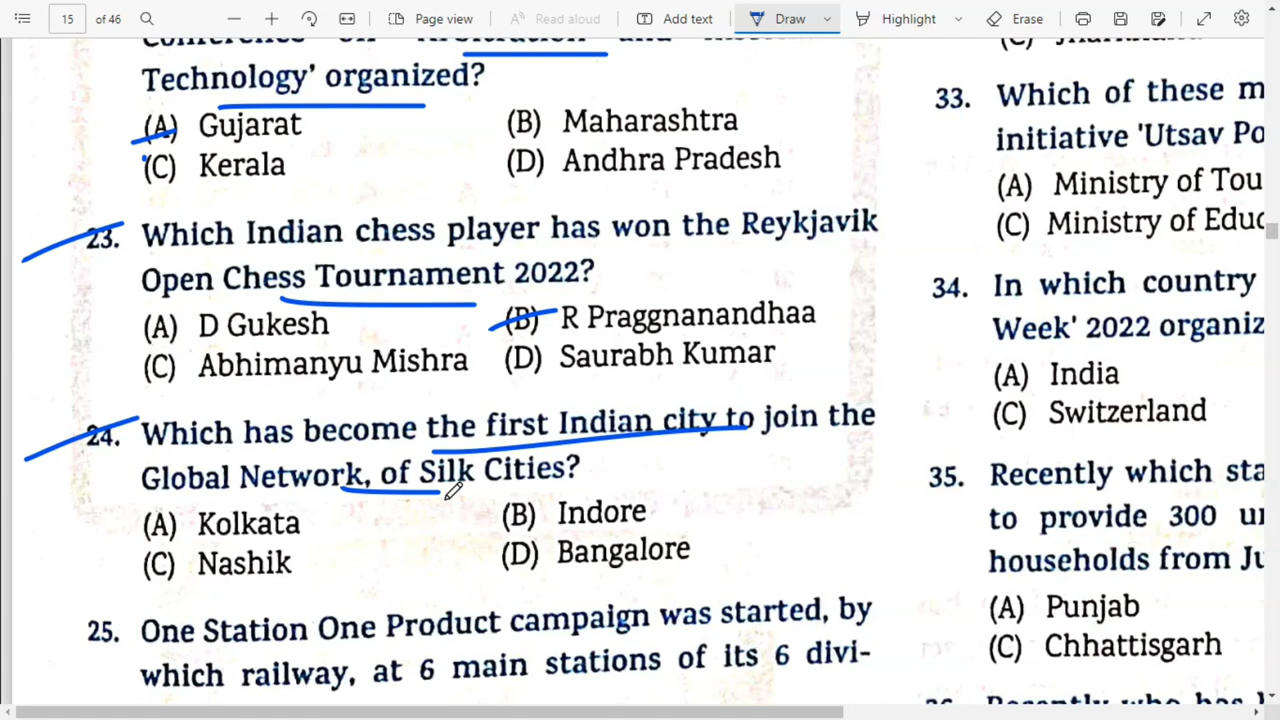 15 of 46
Page view
Read aloud
Add text
Draw
Highlight
Erase
Technology' organized?
(A) Gujarat
(B) Maharashtra
(C) Kerala
(D) Andhra Pradesh
23. Which Indian chess player has won the Reykjavik
Open Chess Tournament 2022?
(A) D Gukesh
(B) R Praggnanandhaa
(C) Abhimanyu Mishra
(D) Saurabh Kumar
24. Which has become the first Indian city to join the
Global Network, of Silk Cities?
(A) Kolkata
(B) Indore
(C) Nashik
(D) Bangalore
25. One Station One Product campaign was started, by
which railway, at 6 main stations of its 6 divi-
33. Which of these m
initiative 'Utsav Po
(A) Ministry of Tou
(C) Ministry of Educ
34. In which country
Week' 2022 organiz
(A) India
(C) Switzerland
35. Recently which sta
to provide 300 u
households from Ju
(A) Punjab
(C) Chhattisgarh